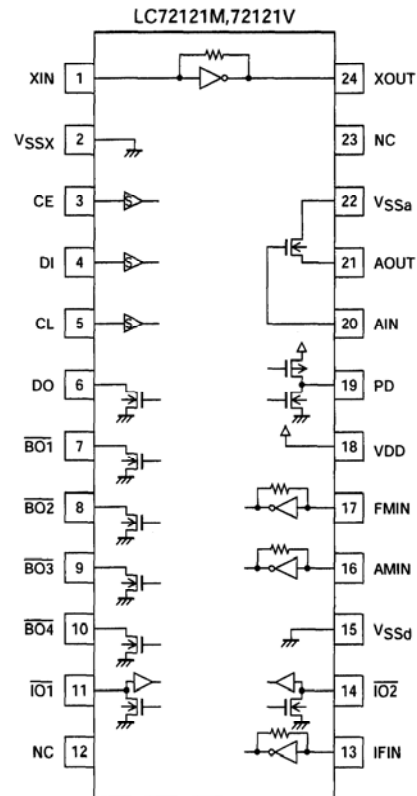 LC72121M,72121V
XIN 1 24 XOUT
VSSX 2 23 NC
CE 3 S 22 VSSa
DI 4 S 21 AOUT
CL 5 S 20 AIN
DO 6 19 PD
BO1 7 18 VDD
BO2 8 17 FMIN
BO3 9 16 AMIN
BO4 10 15 VSSd
IO1 11 14 IO2
NC 12 13 IFIN